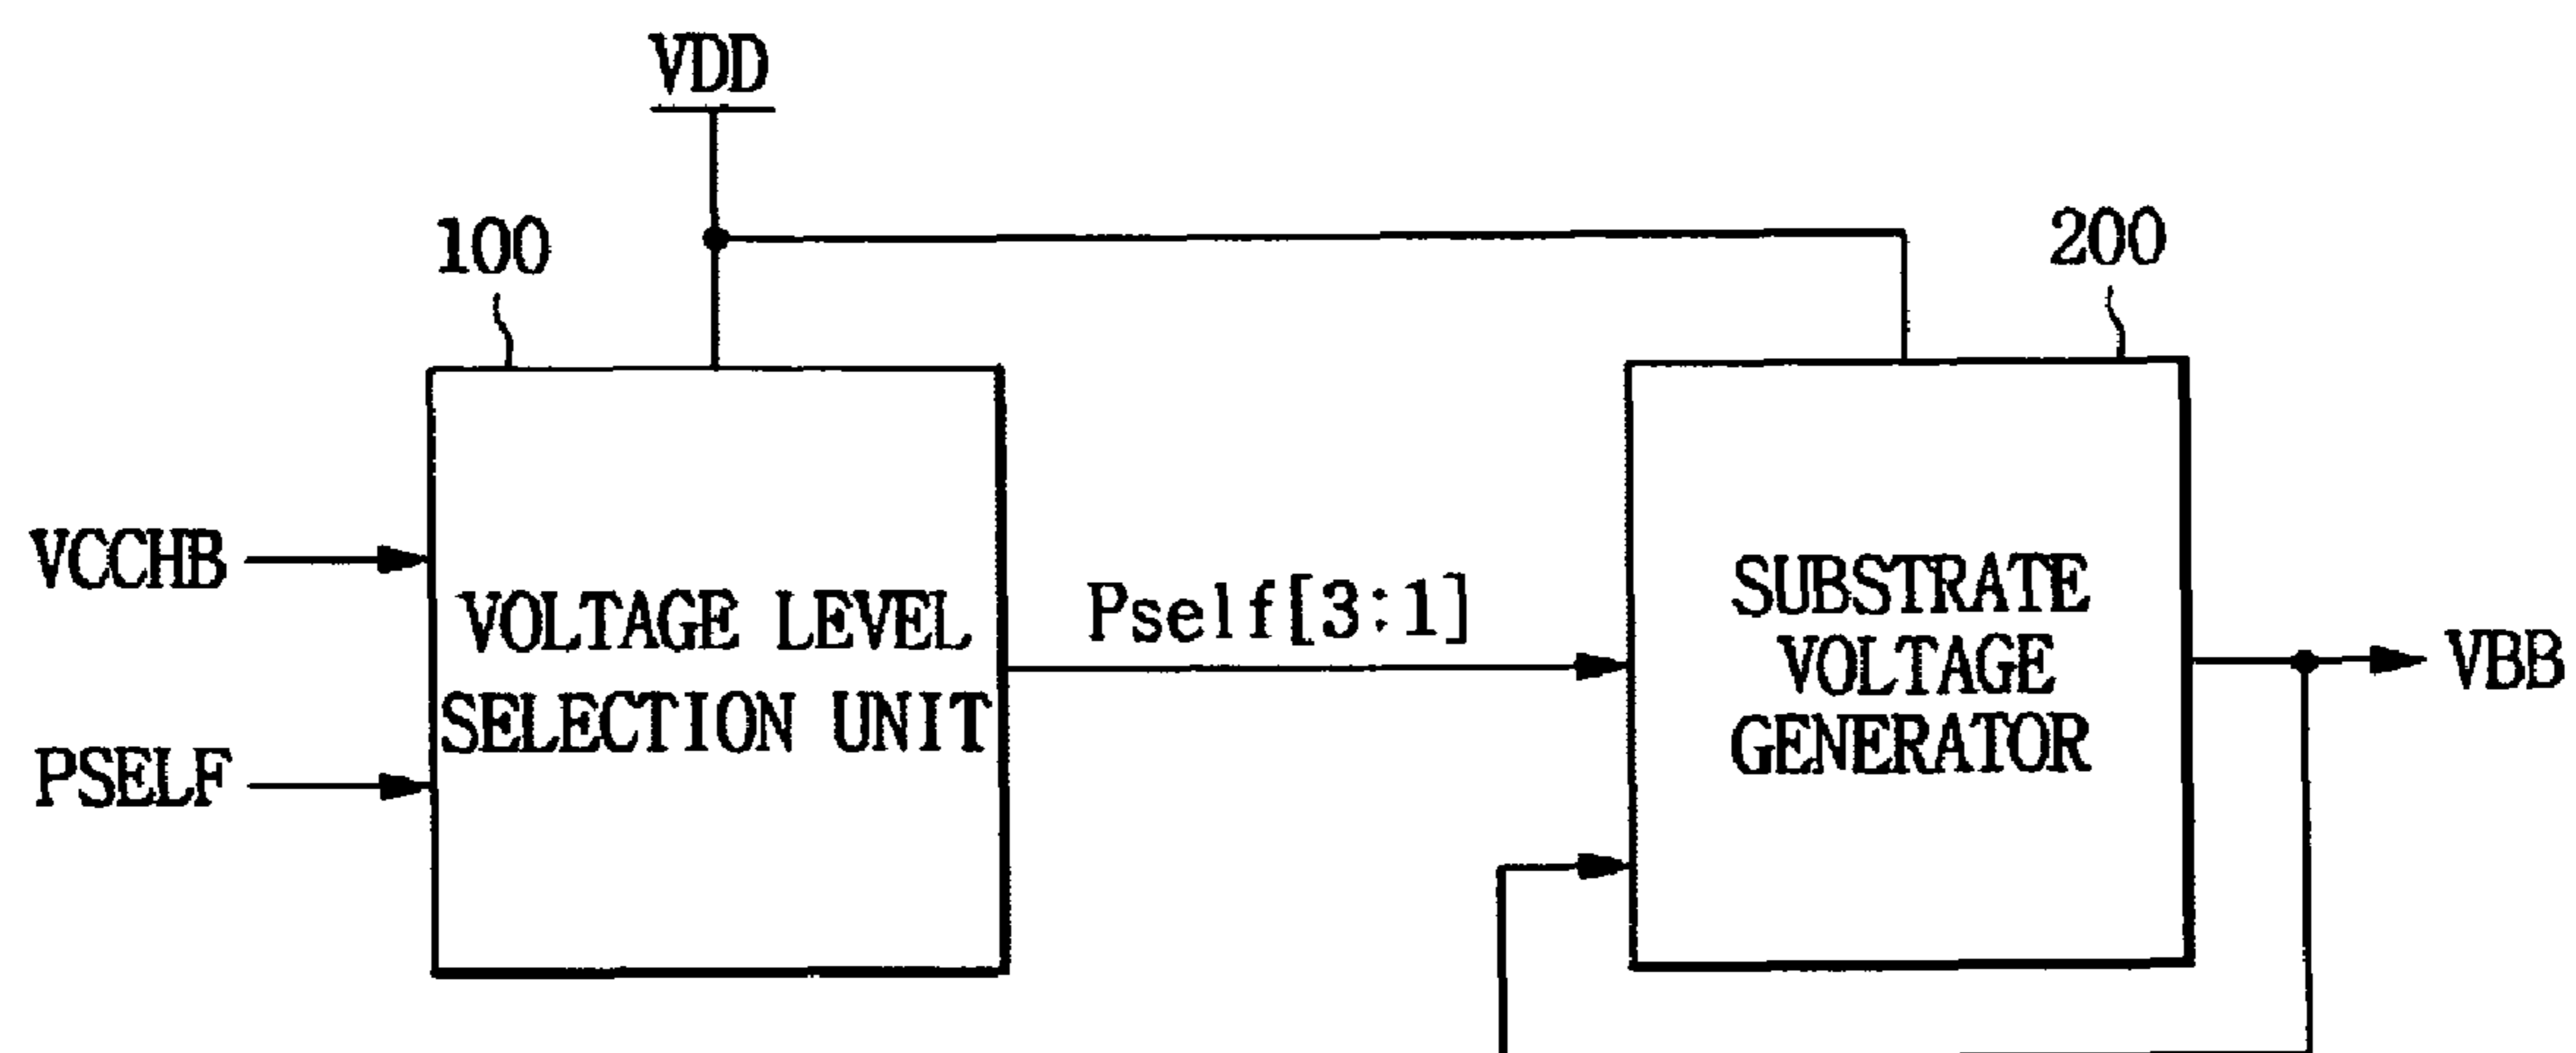 VDD
100
200
VCCHB
PSELF
VOLTAGE LEVEL
SELECTION UNIT
Pself[3:1]
SUBSTRATE
VOLTAGE
GENERATOR
VBB